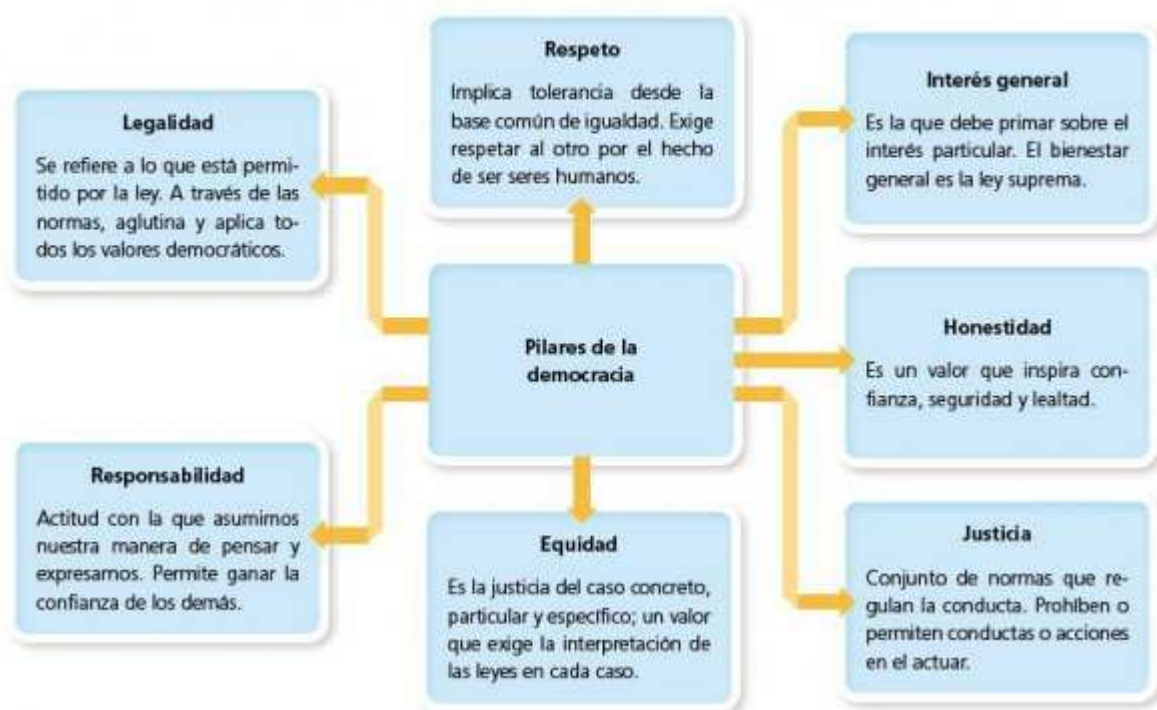 Respeto
Implica tolerancia desde la
base común de igualdad. Exige
respetar al otro por el hecho
de ser seres humanos.
Interés general
Es la que debe primar sobre el
interés particular. El bienestar
general es la ley suprema.
Legalidad
Se refiere a lo que está permi-
tido por la ley. A través de las
normas, aglutina y aplica to-
dos los valores democráticos.
Pilares de la
democracia
Honestidad
Es un valor que inspira con-
fianza, seguridad y lealtad.
Responsabilidad
Actitud con la que asumimos
nuestra manera de pensar y
expresarnos. Permite ganar la
confianza de los demás.
Equidad
Es la justicia del caso concreto,
particular y específico; un valor
que exige la interpretación de
las leyes en cada caso.
Justicia
Conjunto de normas que re-
gulan la conducta. Prohíben o
permiten conductas o acciones
en el actuar.